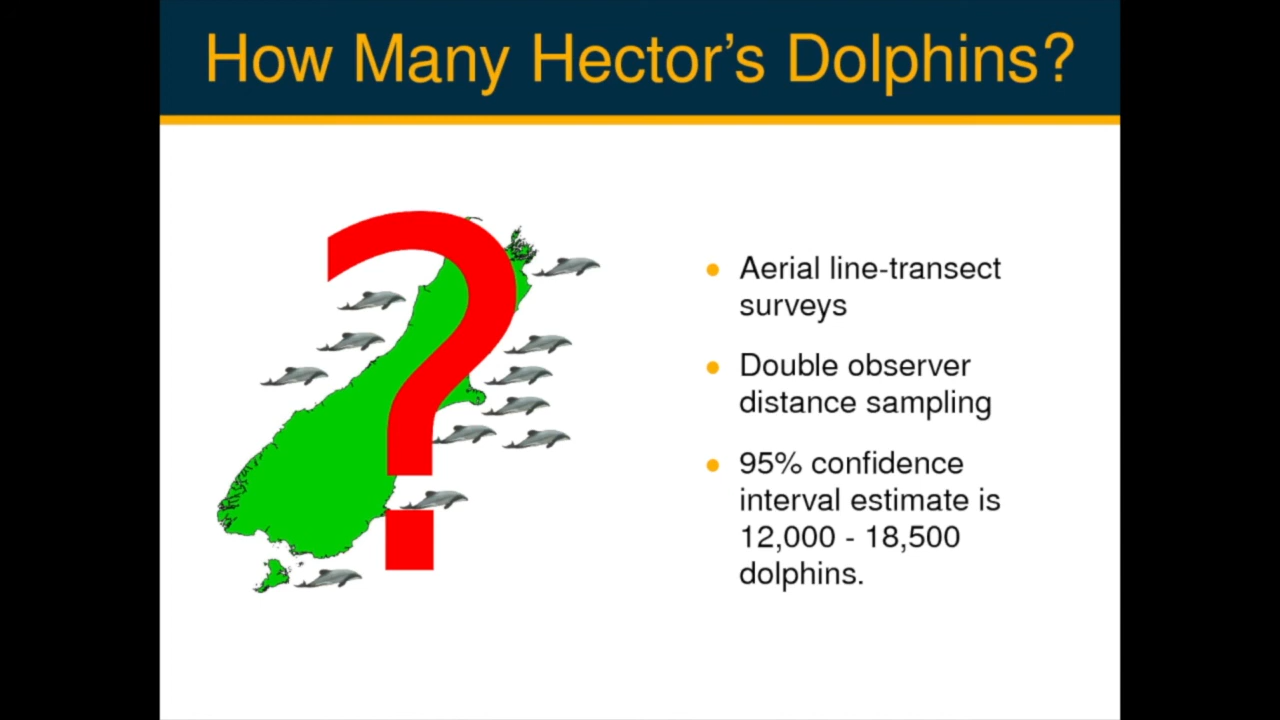 How Many Hector’s Dolphins?
Aerial line-transect
surveys
Double observer
distance sampling
95% confidence
interval estimate is
12,000 - 18,500
dolphins.